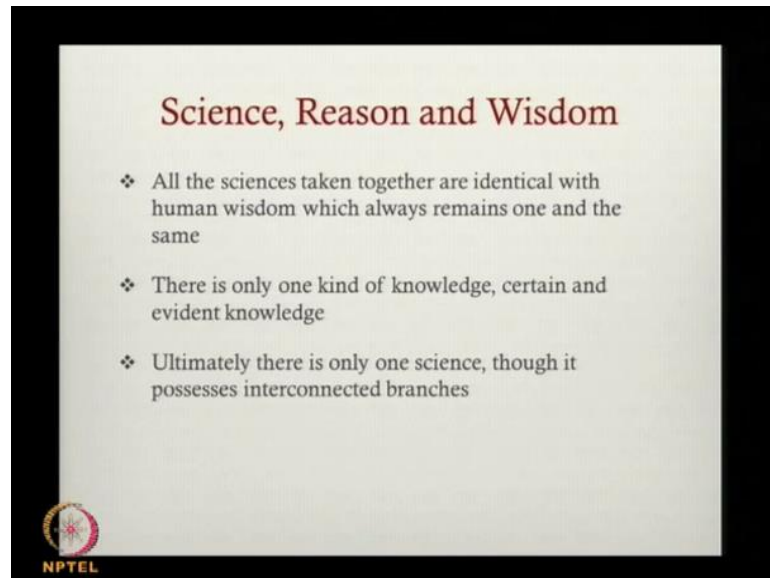 Science, Reason and Wisdom
❖ All the sciences taken together are identical with
human wisdom which always remains one and the
same
❖ There is only one kind of knowledge, certain and
evident knowledge
❖ Ultimately there is only one science, though it
possesses interconnected branches
NPTEL